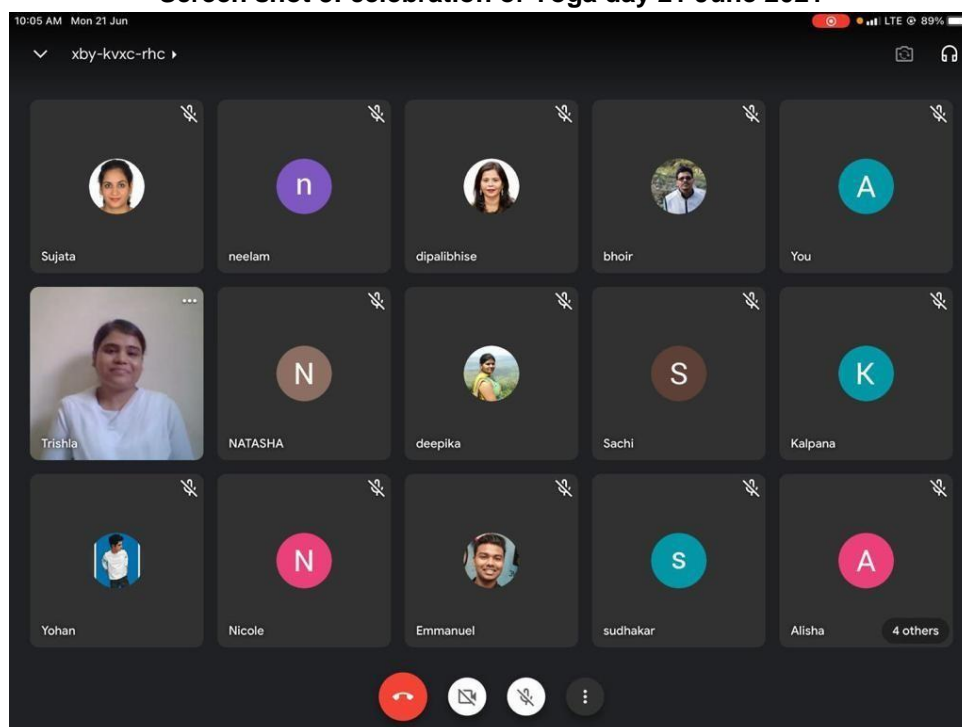 Screen shot of celebration of Yoga day 21 June 2021
10:05 AM Mon 21 Jun
LTE 89%
xby-kvxc-rhc
n
A
Sujata
neelam
dipalibhise
bhoir
You
N
S
K
Trishla
NATASHA
deepika
Sachi
Kalpana
N
s
A
Yohan
Nicole
Emmanuel
sudhakar
Alisha
4 others